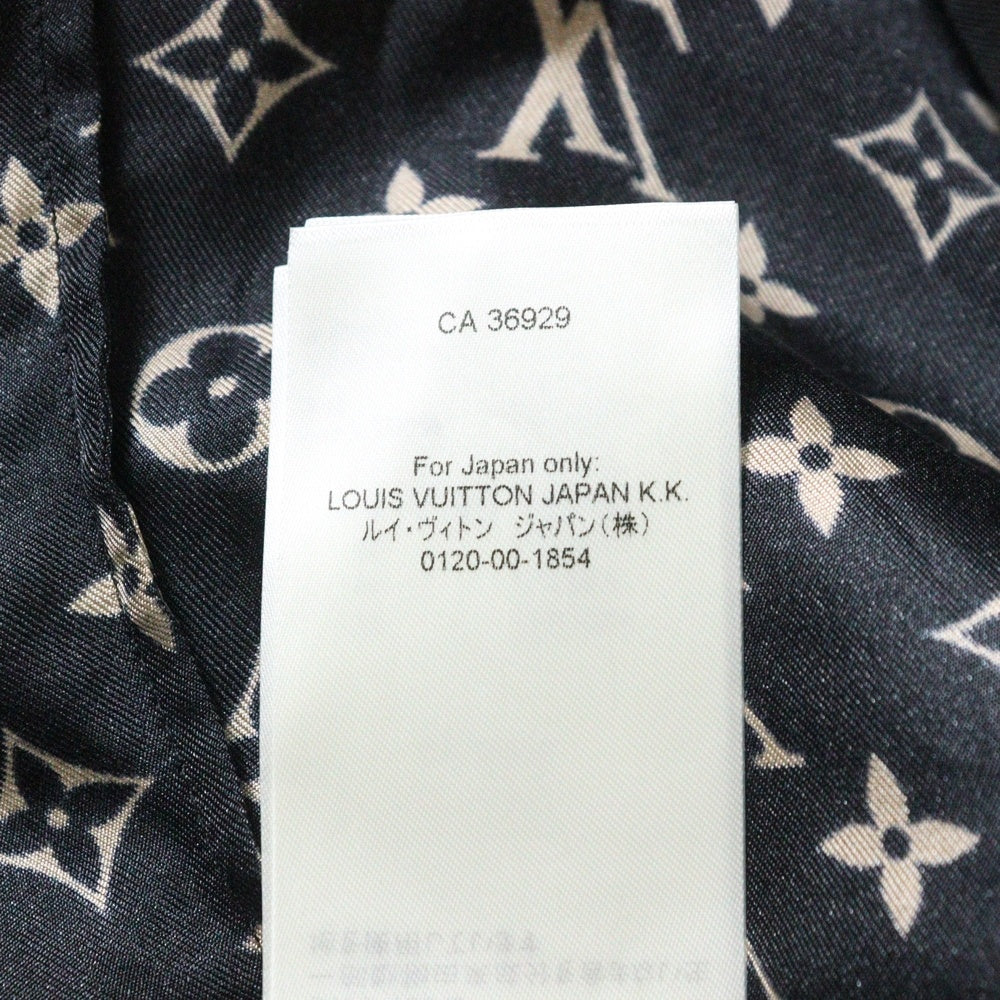 CA 36929
For Japan only:
LOUIS VUITTON JAPAN K.K.
ルイ・ヴィトン ジャパン(株)
0120-00-1854